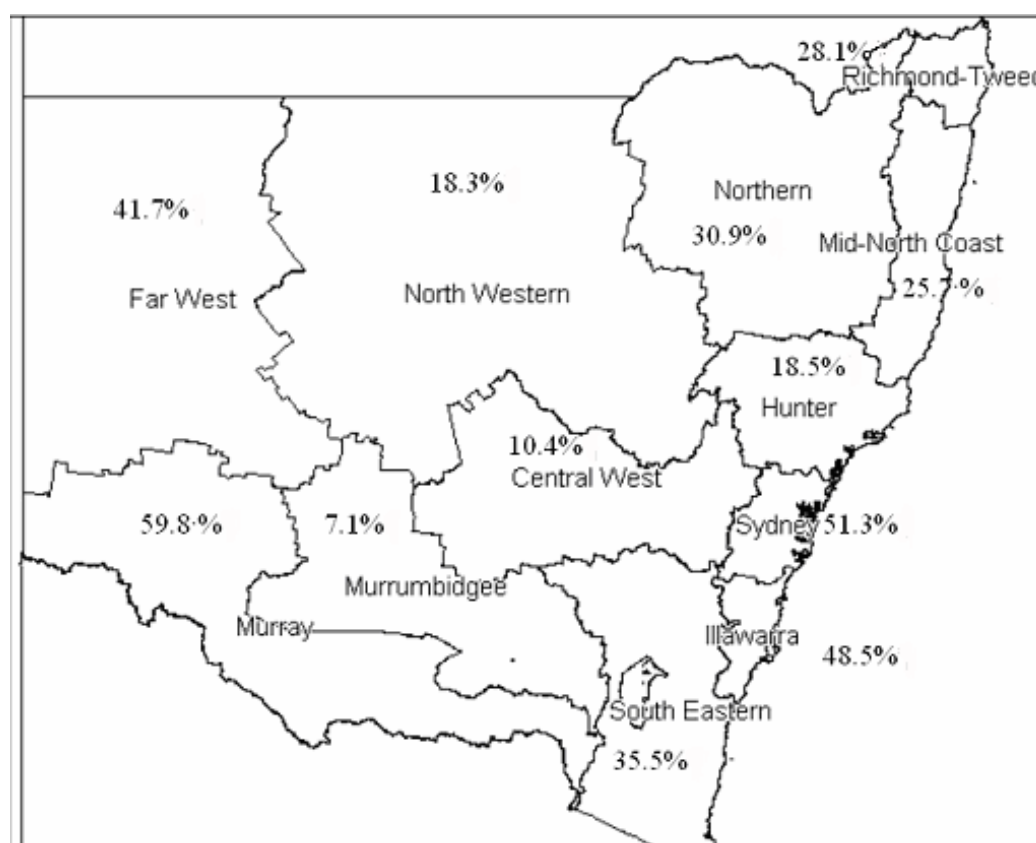 28.1%
Richmond-Tweed
18.3%
Northern
41.7%
30.9%
Mid-North Coast
25.7·%
North Western
Far West
18.5%
Hunter
10.4%
Central West
59.8·%
7.1%
Sydney 51.3%
Murrumbidgee
Murray
Illawarra
48.5%
South Eastern
35.5%